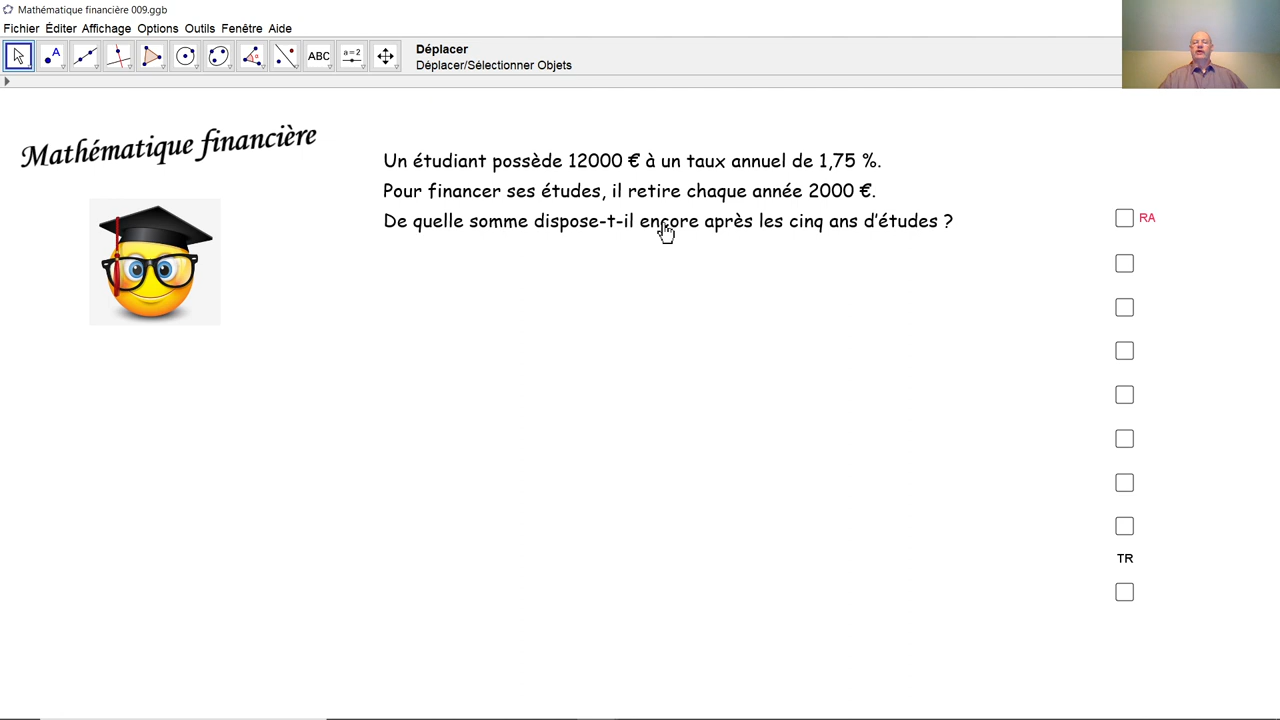 Mathématique financière 009.ggb
Fichier Éditer Affichage Options Outils Fenêtre Aide
A
ABC
a=2
Déplacer
Déplacer/Sélectionner Objets
Mathématique financière
Un étudiant possède 12000 € à un taux annuel de 1,75 %.
Pour financer ses études, il retire chaque année 2000 €.
De quelle somme dispose-t-il encore après les cinq ans d’études ?
RA
TR